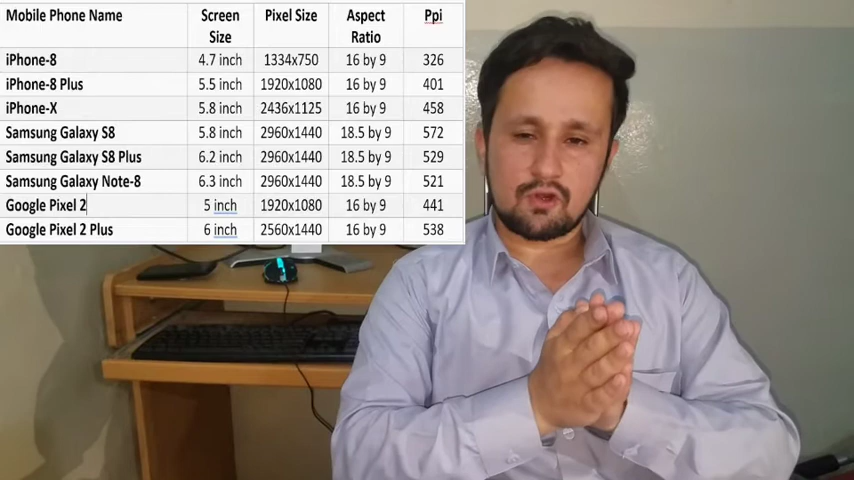 Mobile Phone Name Screen Size Pixel Size Aspect Ratio Ppi
iPhone-8 4.7 inch 1334x750 16 by 9 326
iPhone-8 Plus 5.5 inch 1920x1080 16 by 9 401
iPhone-X 5.8 inch 2436x1125 16 by 9 458
Samsung Galaxy S8 5.8 inch 2960x1440 18.5 by 9 572
Samsung Galaxy S8 Plus 6.2 inch 2960x1440 18.5 by 9 529
Samsung Galaxy Note-8 6.3 inch 2960x1440 18.5 by 9 521
Google Pixel 2 5 inch 1920x1080 16 by 9 441
Google Pixel 2 Plus 6 inch 2560x1440 16 by 9 538